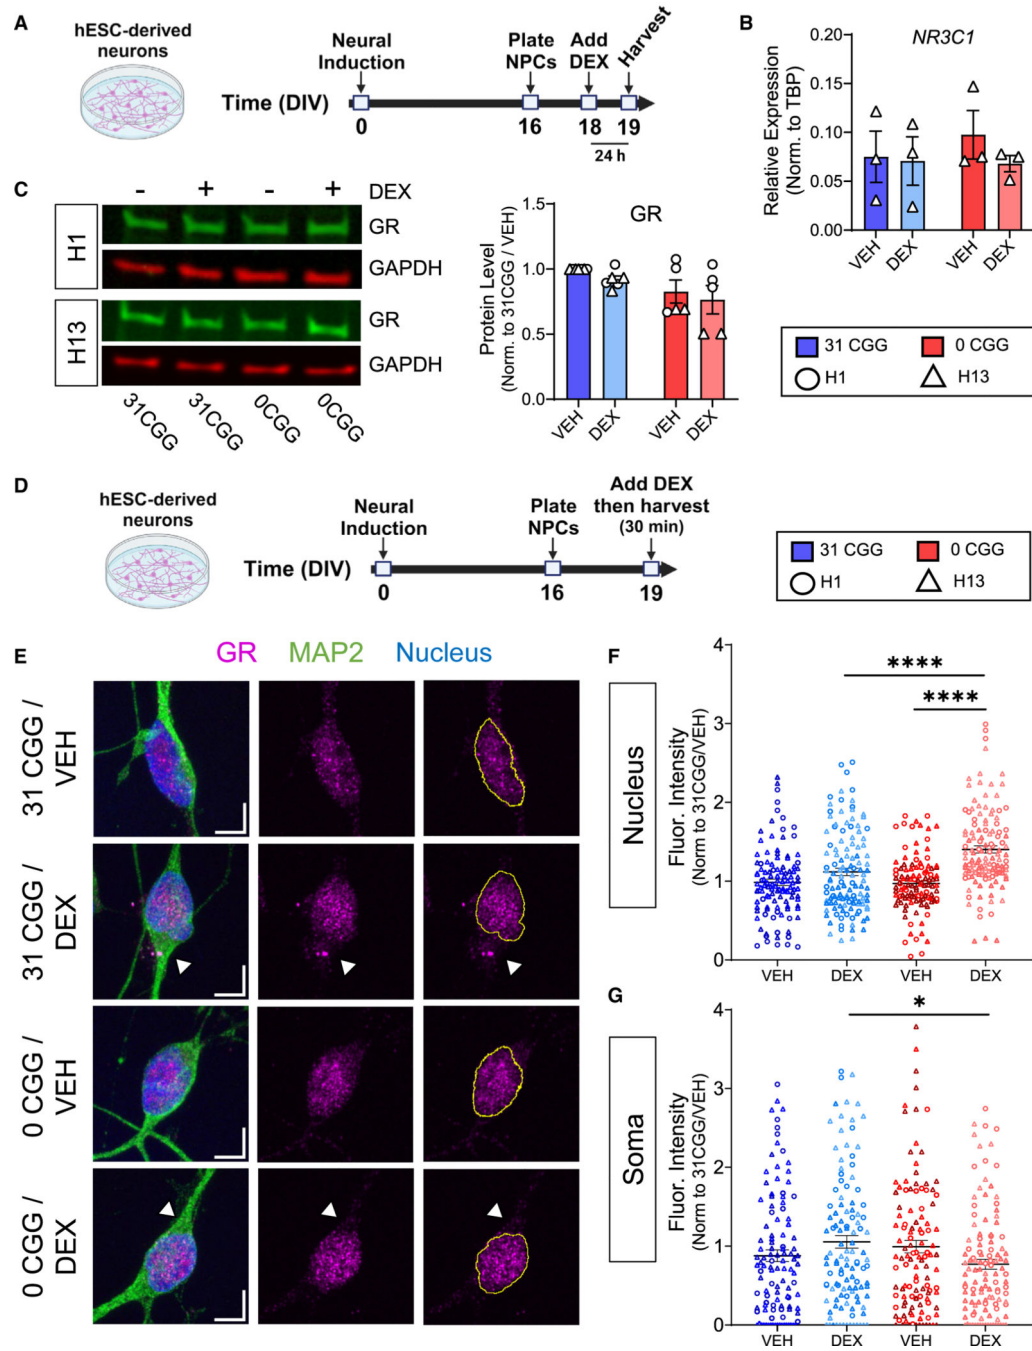 A
hESC-derived
neurons
Neural
Induction
Plate
NPCs
Add
DEX
Harvest
Time (DIV)
0
16
18
19
24 h
B
NR3C1
Relative Expression
(Norm. to TBP)
0.20
0.15
0.10
0.05
0.00
VEH
DEX
VEH
DEX
C
- + - + DEX
H1
GR
GAPDH
H13
GR
GAPDH
31CGG
31CGG
0CGG
0CGG
GR
Protein Level
(Norm. to 31CGG / VEH)
1.5
1.0
0.5
0.0
VEH
DEX
VEH
DEX
31 CGG
0 CGG
H1
H13
D
hESC-derived
neurons
Neural
Induction
Plate
NPCs
Add DEX
then harvest
(30 min)
Time (DIV)
0
16
19
31 CGG
0 CGG
H1
H13
E
GR MAP2 Nucleus
31 CGG /
VEH
31 CGG /
DEX
0 CGG /
VEH
0 CGG /
DEX
F
Nucleus
Fluor. Intensity
(Norm to 31CGG/VEH)
4
3
2
1
0
****
****
VEH
DEX
VEH
DEX
G
Soma
Fluor. Intensity
(Norm to 31CGG/VEH)
4
3
2
1
0
*
VEH
DEX
VEH
DEX